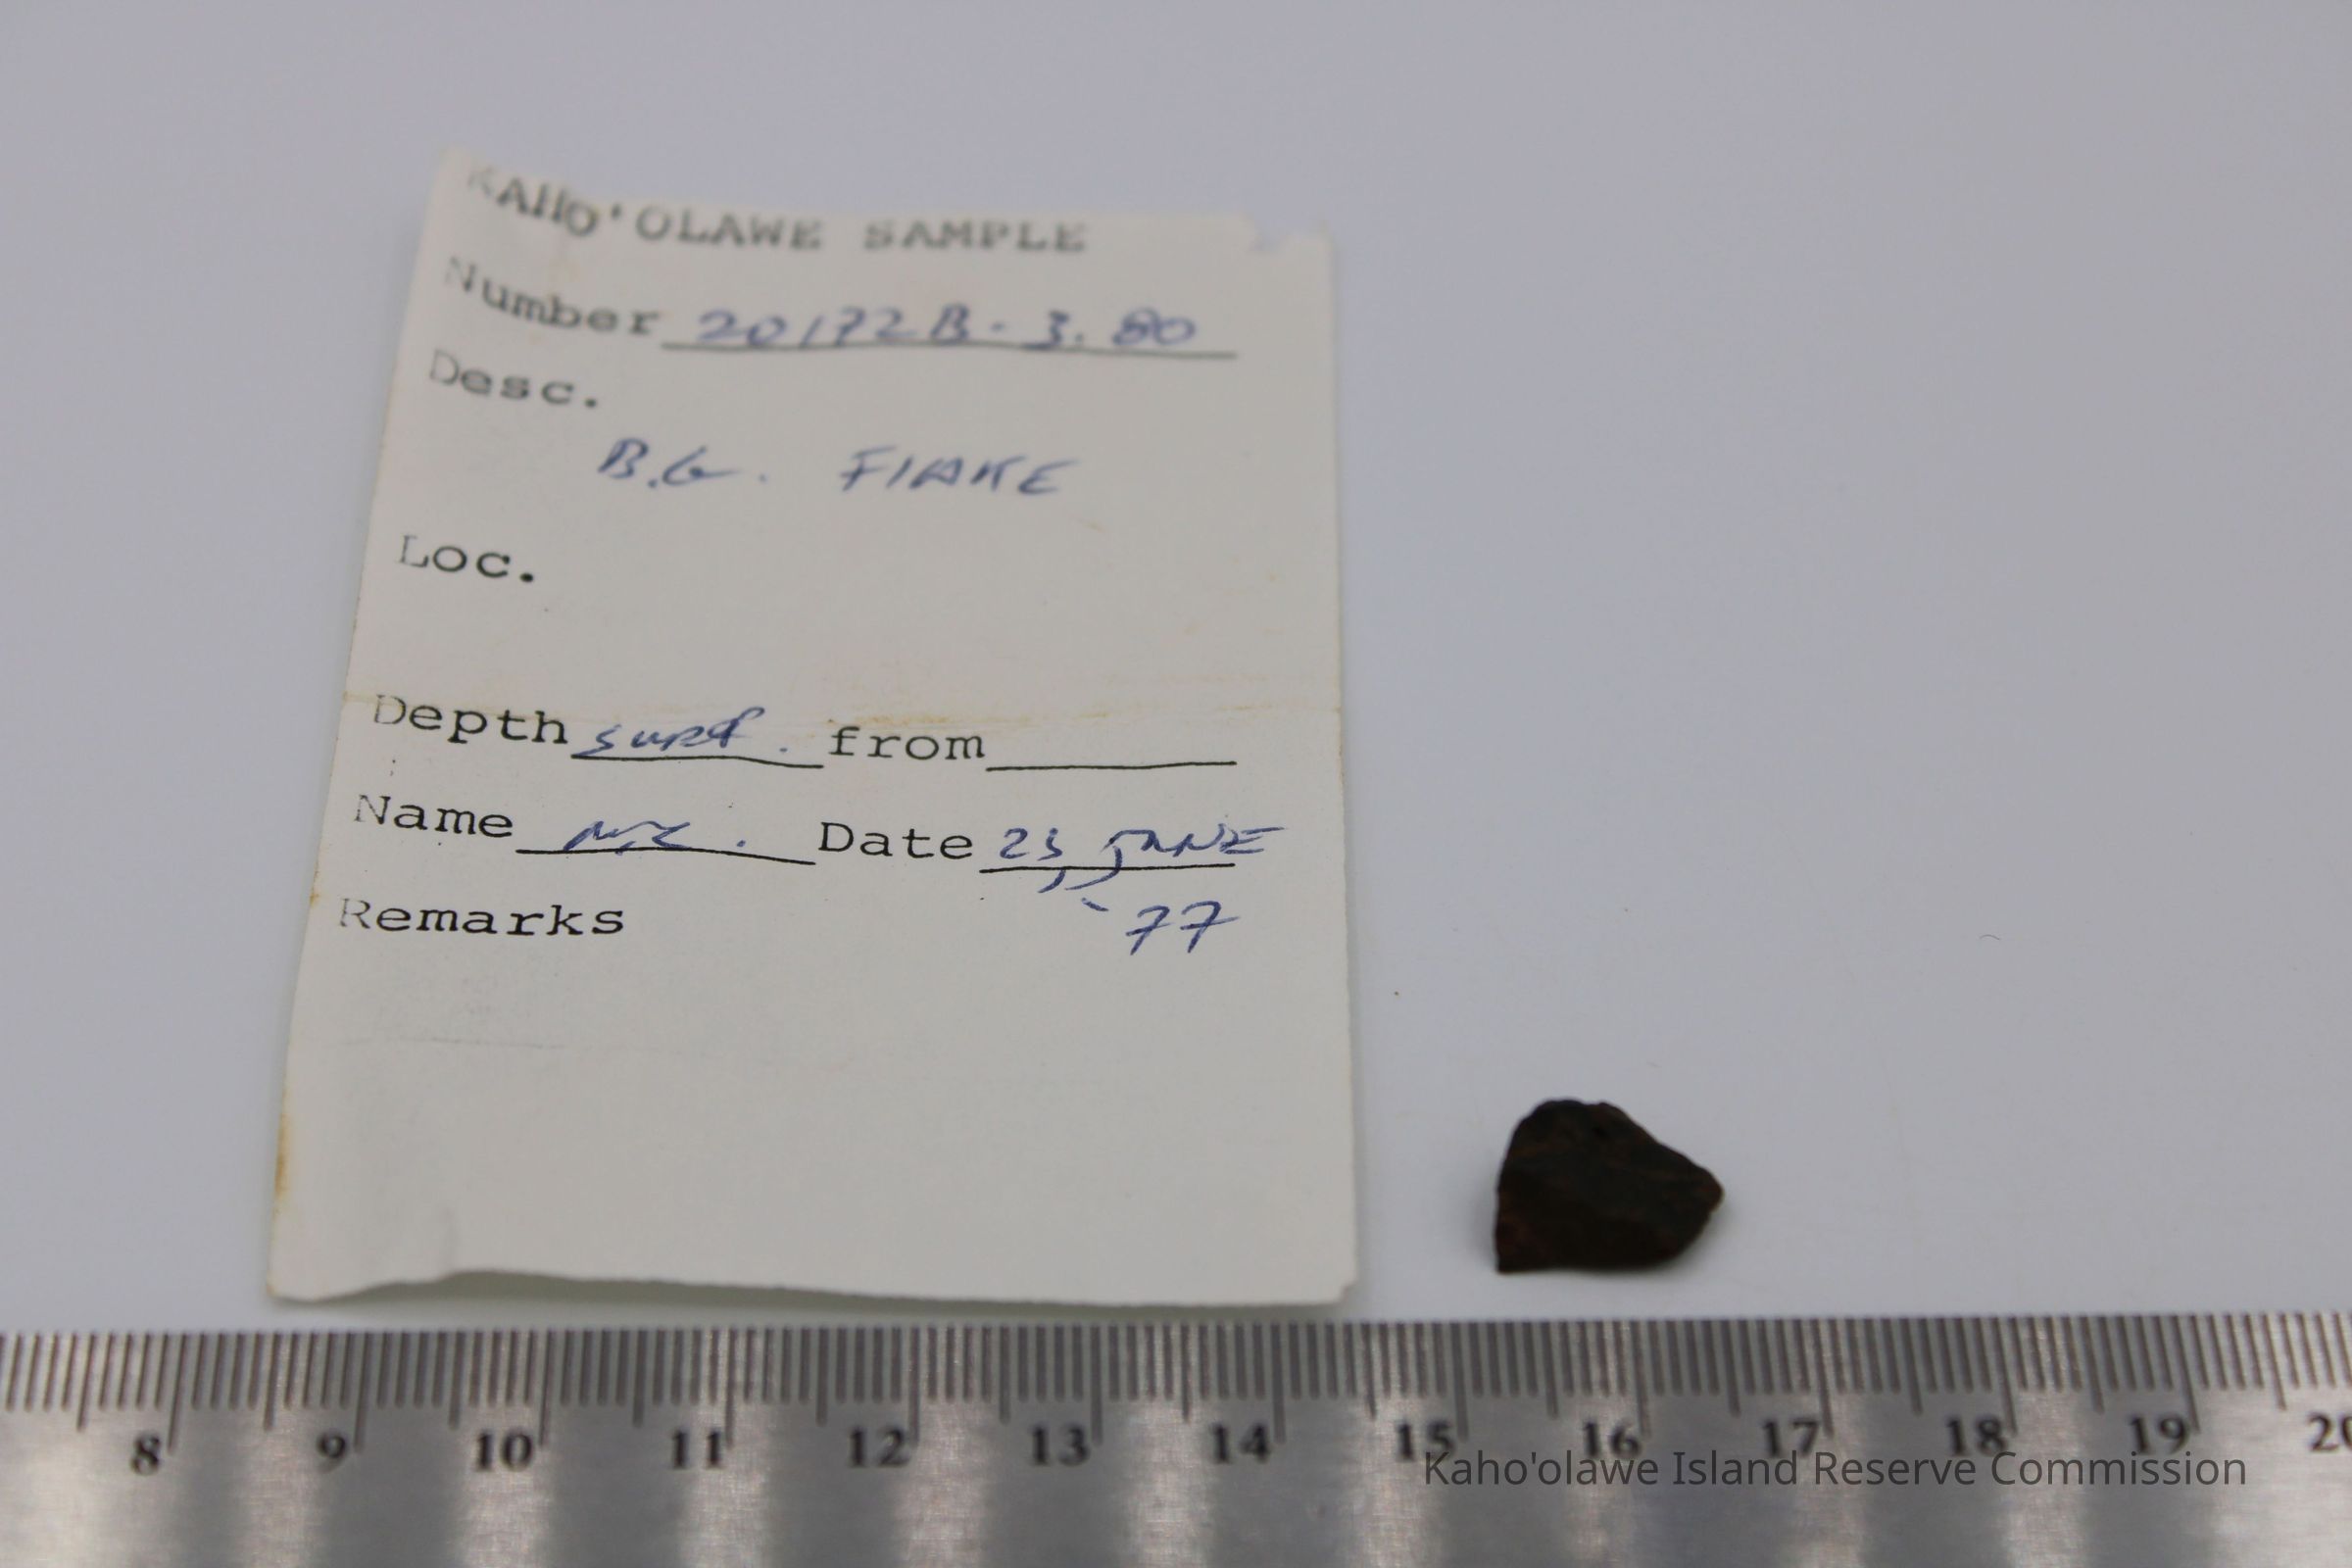 KAHO'OLAWE SAMPLE
Number 20172B-3.80
Desc.
B.G. FLAKE
Loc.
Depth surf. from
Name Date 23 JUNE
77
Remarks
8 9 10 11 12 13 14 15 16 17 18 19 20
Kaho'olawe Island Reserve Commission